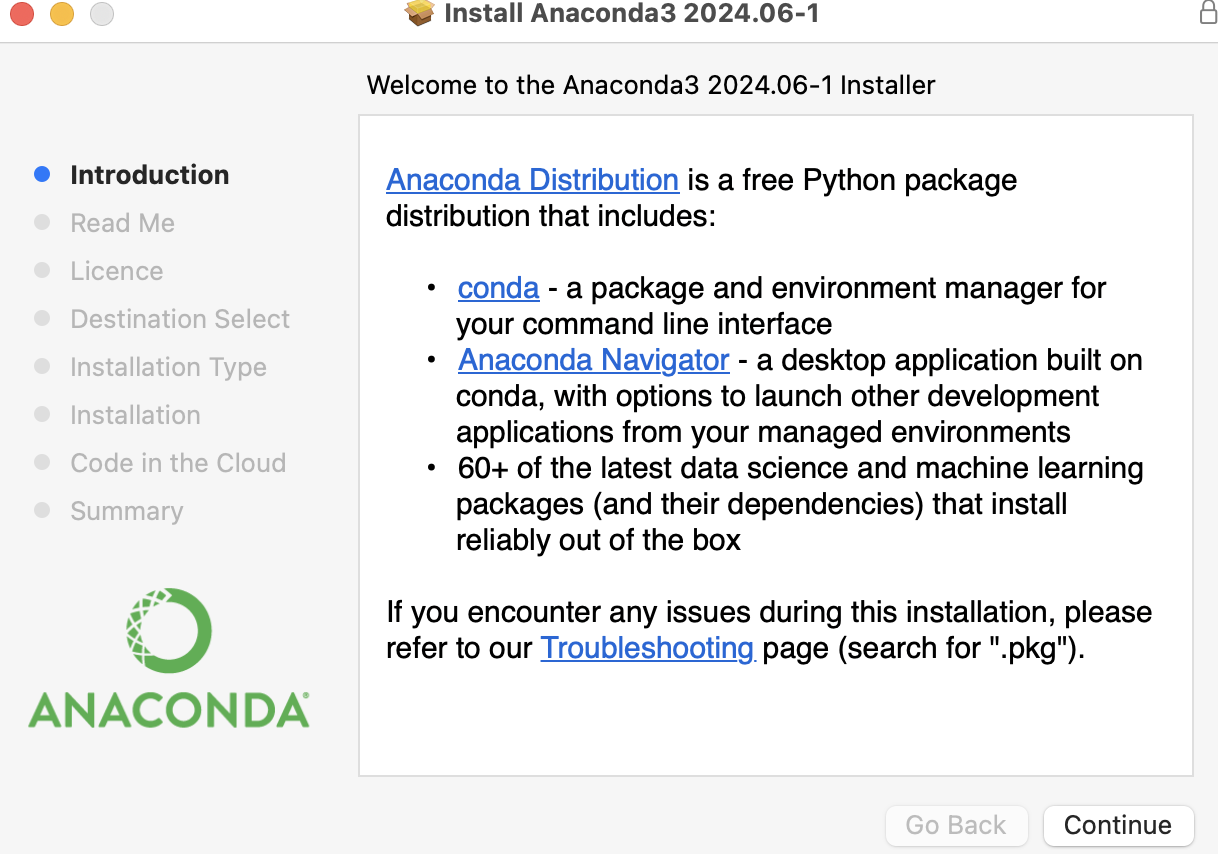 Install Anaconda3 2024.06-1
Welcome to the Anaconda3 2024.06-1 Installer
Introduction
Read Me
Licence
Destination Select
Installation Type
Installation
Code in the Cloud
Summary
ANACONDA®
Anaconda Distribution is a free Python package
distribution that includes:
• conda - a package and environment manager for
your command line interface
• Anaconda Navigator - a desktop application built on
conda, with options to launch other development
applications from your managed environments
• 60+ of the latest data science and machine learning
packages (and their dependencies) that install
reliably out of the box
If you encounter any issues during this installation, please
refer to our Troubleshooting page (search for ".pkg").
Go Back
Continue